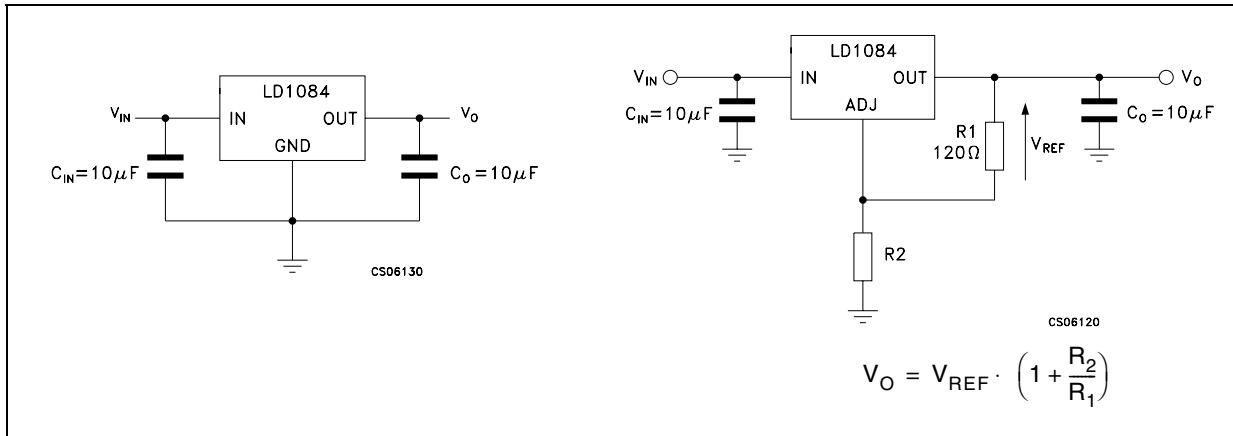 LD1084
V_IN
IN
OUT
V_O
GND
C_IN=10μF
C_O=10μF
CS06130
LD1084
V_IN
IN
OUT
V_O
ADJ
C_IN=10μF
R1
120Ω
V_REF
C_O=10μF
R2
CS06120
V_O = V_REF · (1 + R_2/R_1)